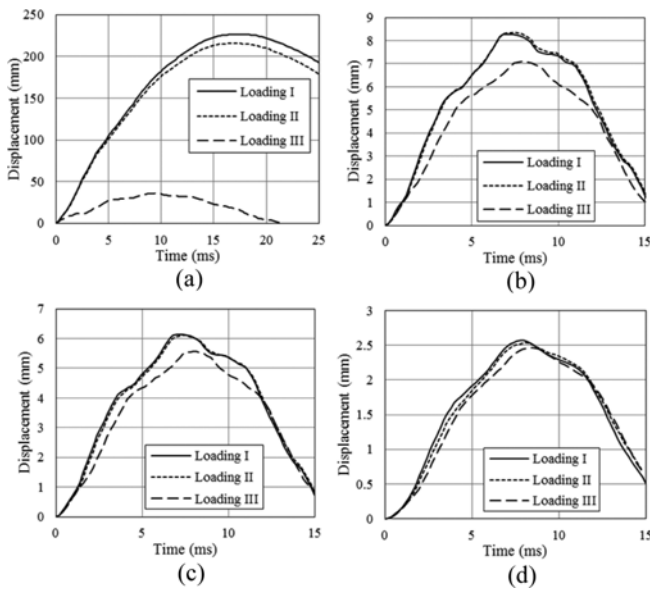 250
200
150
100
50
0
Displacement (mm)
Loading I
Loading II
Loading III
0 5 10 15 20 25
Time (ms)
(a)
9
8
7
6
5
4
3
2
1
0
Displacement (mm)
Loading I
Loading II
Loading III
0 5 10 15
Time (ms)
(b)
7
6
5
4
3
2
1
0
Displacement (mm)
Loading I
Loading II
Loading III
0 5 10 15
Time (ms)
(c)
3
2.5
2
1.5
1
0.5
0
Displacement (mm)
Loading I
Loading II
Loading III
0 5 10 15
Time (ms)
(d)